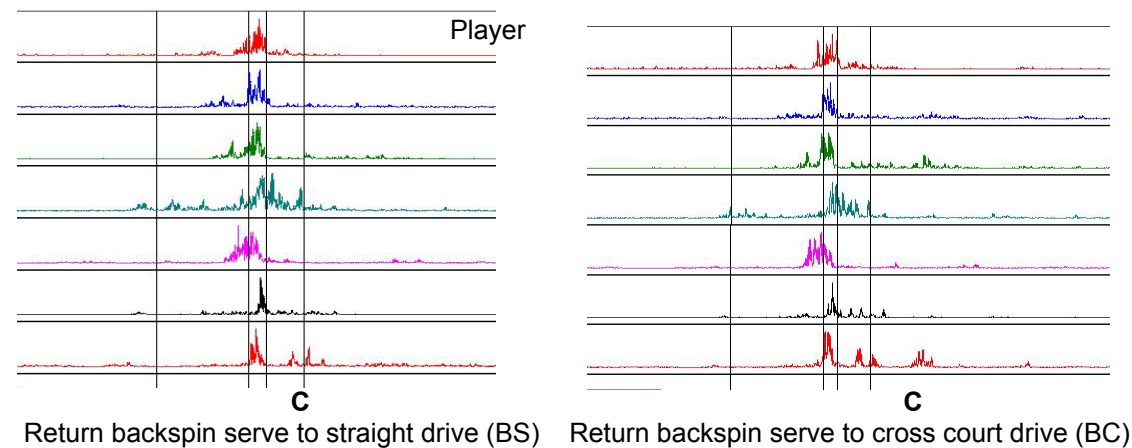 Player
C
C
Return backspin serve to straight drive (BS)
Return backspin serve to cross court drive (BC)